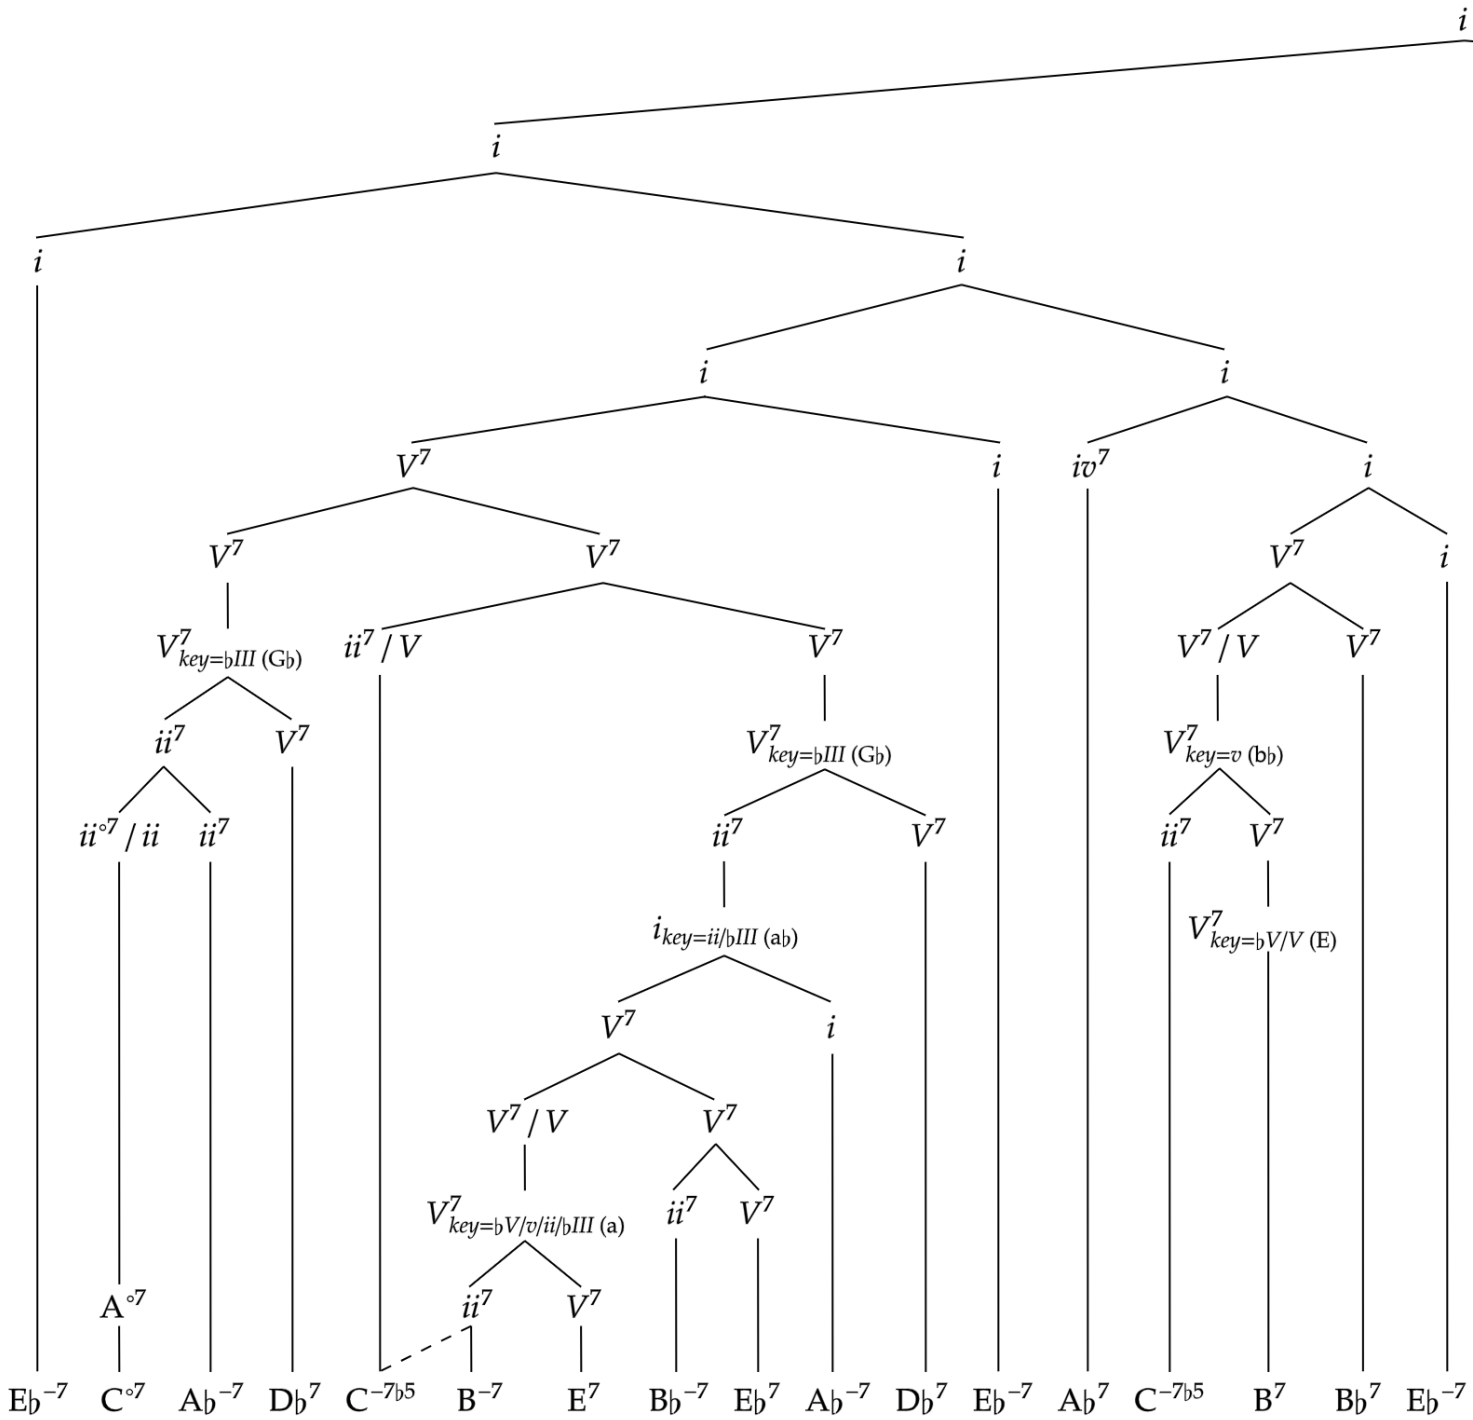 i
i
i i
i i
V⁷ i iv⁷ i
V⁷ V⁷ V⁷ i
V⁷key=♭III (G♭) ii⁷ / V V⁷ V⁷ / V V⁷
ii⁷ V⁷ V⁷key=♭III (G♭) V⁷key=v (b♭)
ii°⁷ / ii ii⁷ ii⁷ V⁷ ii⁷ V⁷
i key=ii/♭III (a♭) V⁷key=♭V/V (E)
V⁷ i
V⁷ / V V⁷
V⁷key=♭V/v/ii/♭III (a) ii⁷ V⁷
A°⁷ ii⁷ V⁷
E♭⁻⁷ C°⁷ A♭⁻⁷ D♭⁷ C⁻⁷♭⁵ B⁻⁷ E⁷ B♭⁻⁷ E♭⁷ A♭⁻⁷ D♭⁷ E♭⁻⁷ A♭⁷ C⁻⁷♭⁵ B⁷ B♭⁷ E♭⁻⁷